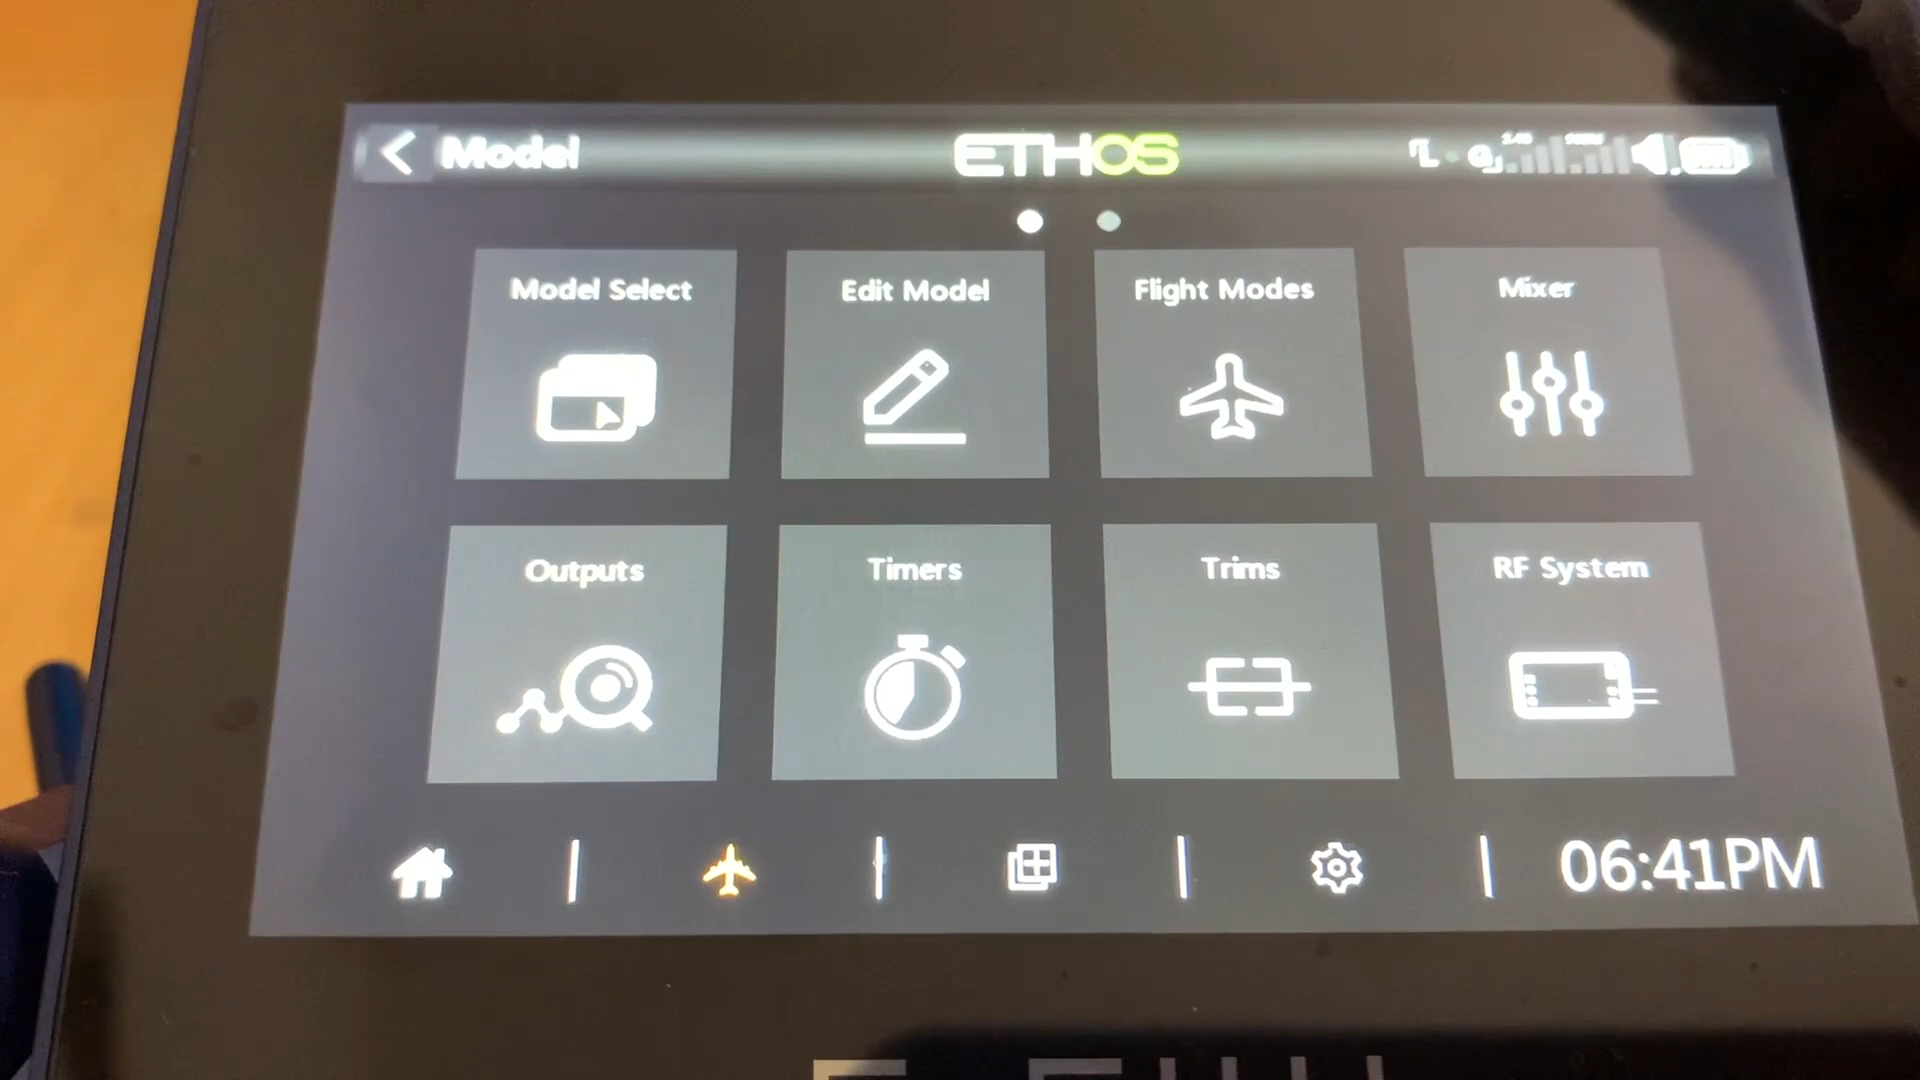 Model
ETHOS
Model Select
Edit Model
Flight Modes
Mixer
Outputs
Timers
Trims
RF System
06:41PM